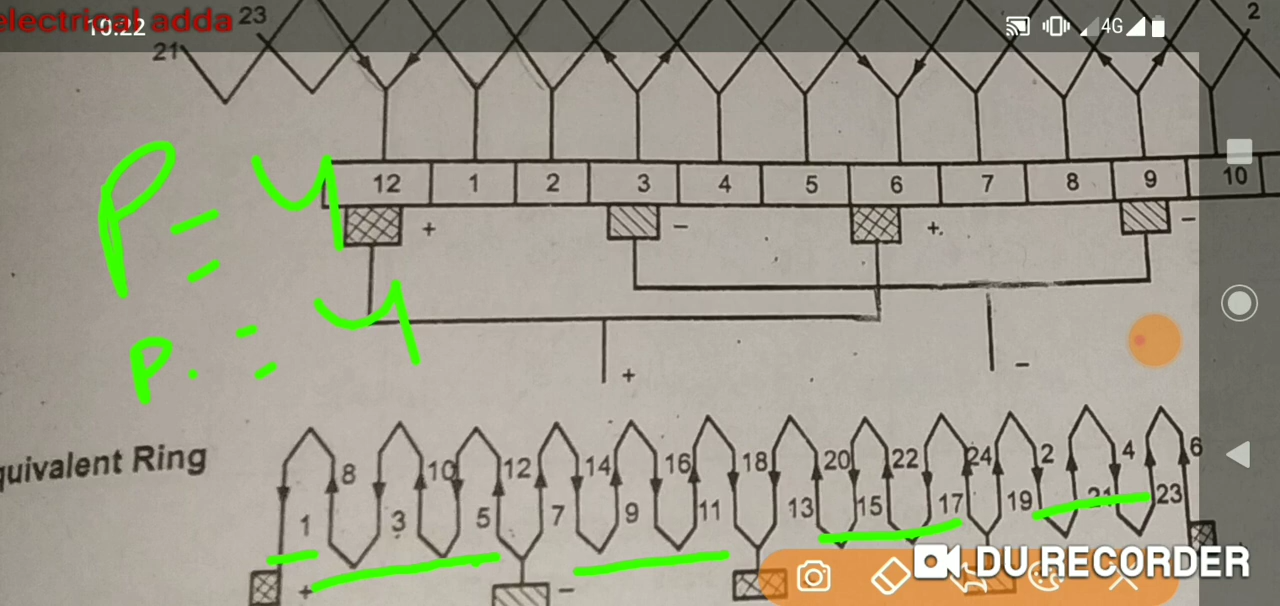 electrical adda
23
10:22
4G
2
21
P = 4
12 1 2 3 4 5 6 7 8 9 10
+ − +. −
P. = 4
+ −
quivalent Ring
8 10 12 14 16 18 20 22 24 2 4 6
1 3 5 7 9 11 13 15 17 19 21 23
+ −
DU RECORDER